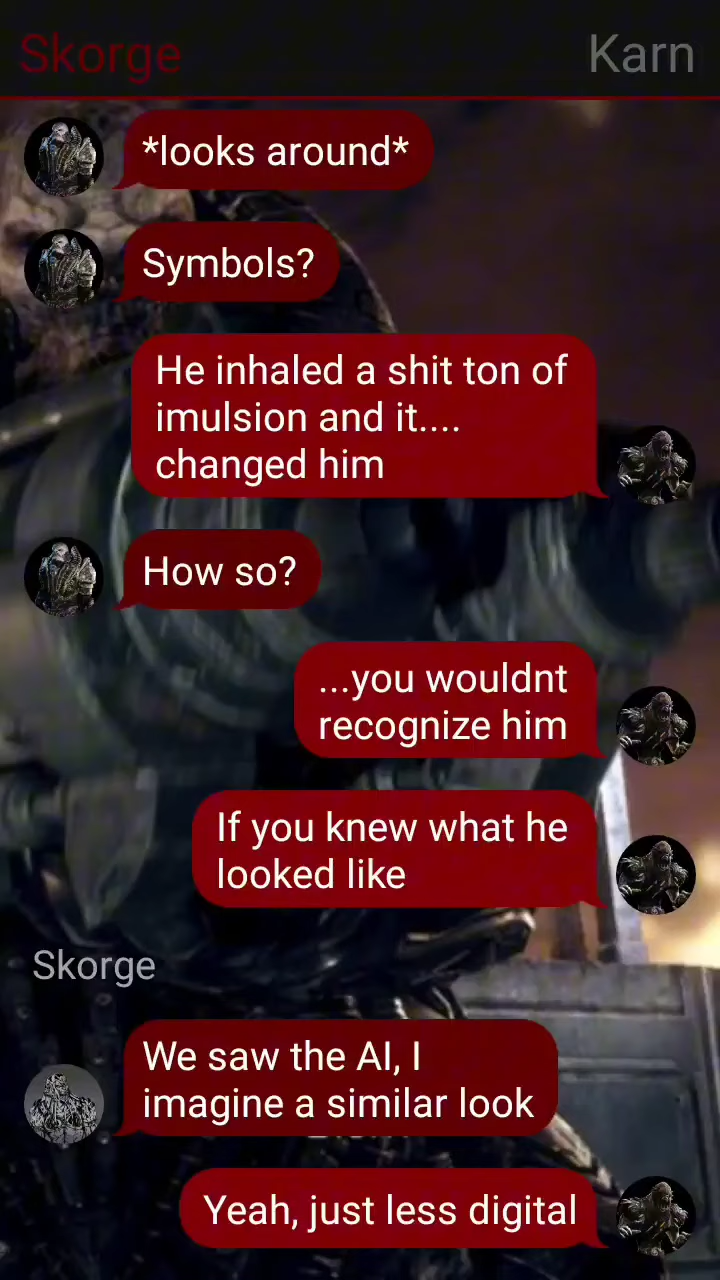 Skorge
Karn
*looks around*
Symbols?
He inhaled a shit ton of
imulsion and it....
changed him
How so?
...you wouldnt
recognize him
If you knew what he
looked like
Skorge
We saw the AI, I
imagine a similar look
Yeah, just less digital